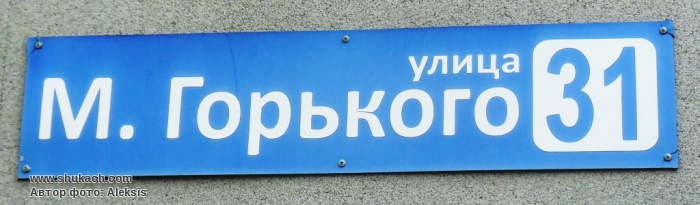 улица
М. Горького 31
www.shukach.com
Автор фото: Aleksis